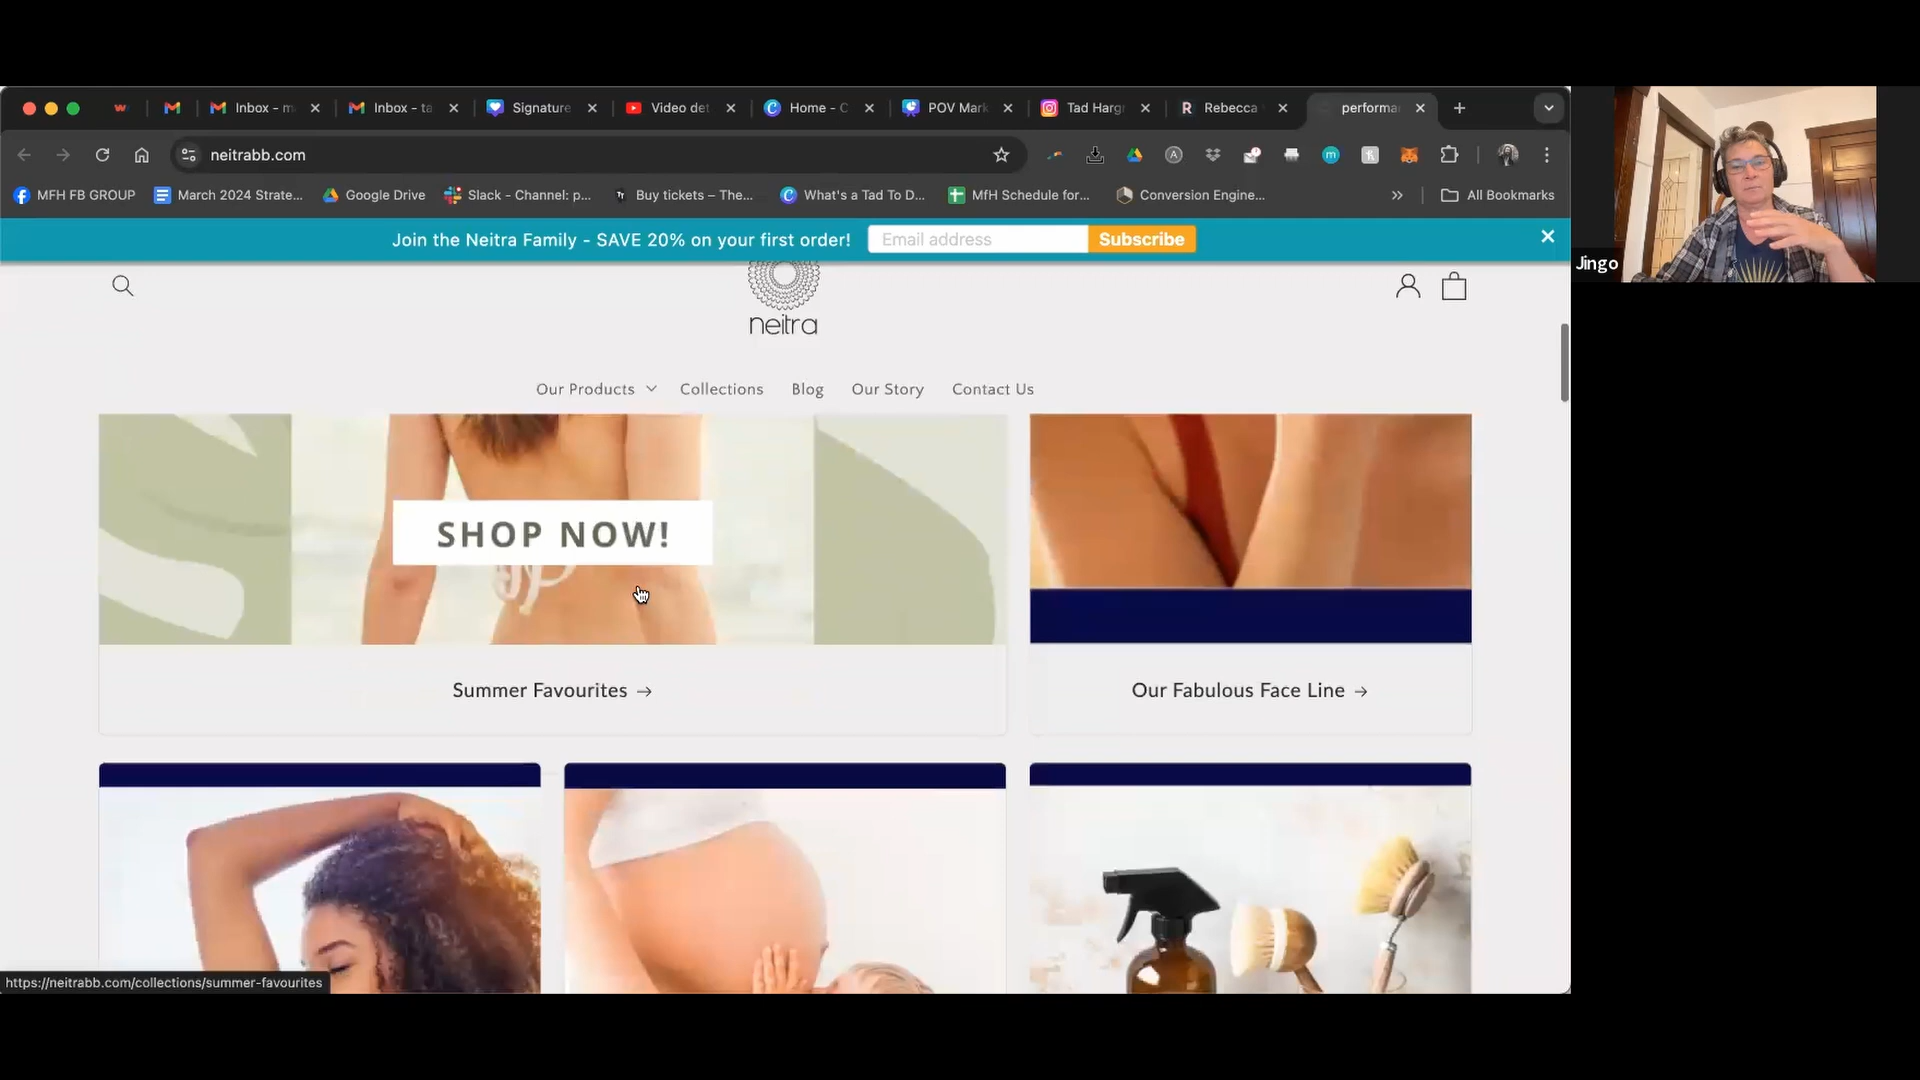 Inbox - m
Inbox - ta
Signature
Video det
Home - C
POV Mark
Tad Hargr
Rebecca
performa
neitrabb.com
MFH FB GROUP
March 2024 Strate...
Google Drive
Slack - Channel: p...
Buy tickets – The...
What's a Tad To D...
MfH Schedule for...
Conversion Engine...
All Bookmarks
Join the Neitra Family - SAVE 20% on your first order!
Email address
Subscribe
Jingo
neitra
Our Products
Collections
Blog
Our Story
Contact Us
SHOP NOW!
Summer Favourites →
Our Fabulous Face Line →
https://neitrabb.com/collections/summer-favourites